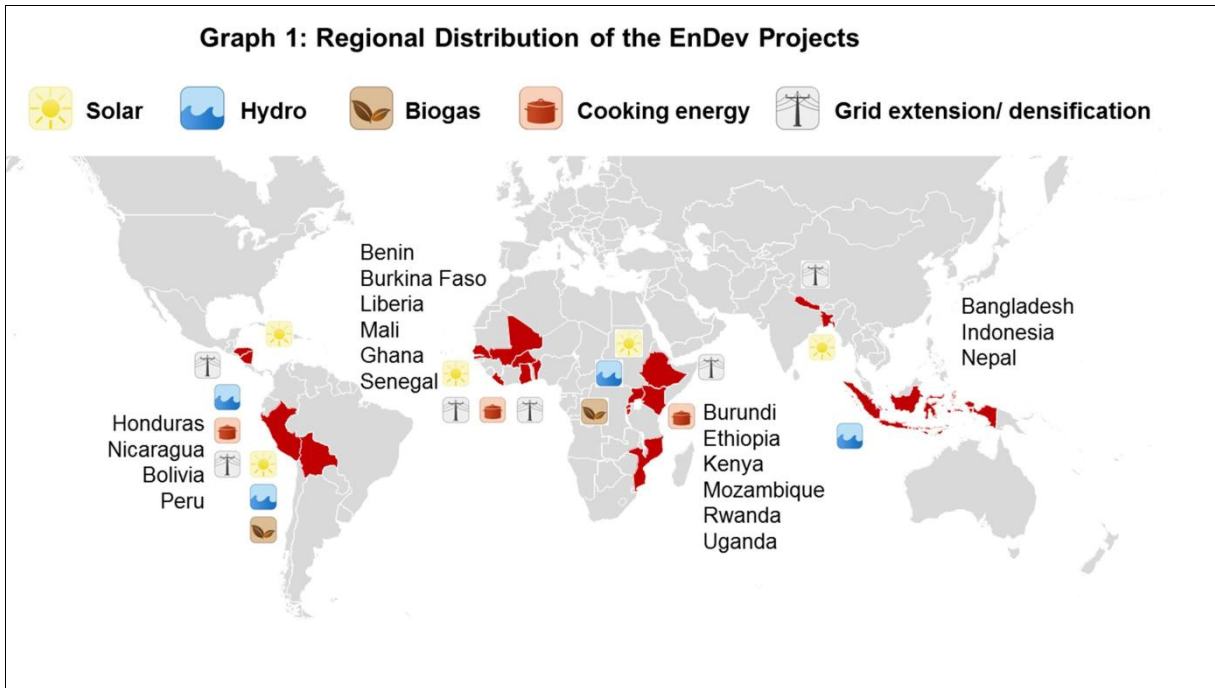 Graph 1: Regional Distribution of the EnDev Projects
Solar
Hydro
Biogas
Cooking energy
Grid extension/ densification
Benin
Burkina Faso
Liberia
Mali
Ghana
Senegal
Honduras
Nicaragua
Bolivia
Peru
Burundi
Ethiopia
Kenya
Mozambique
Rwanda
Uganda
Bangladesh
Indonesia
Nepal